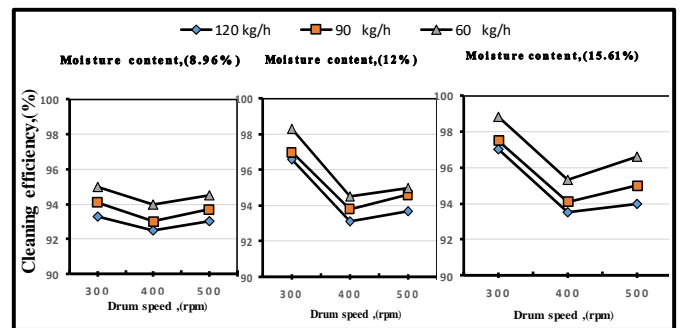 120 kg/h 90 kg/h 60 kg/h
Moisture content,(8.96%) Moisture content,(12%) Moisture content,(15.61%)
Cleaning efficiency,(%)
100
98
96
94
92
90
300 400 500
Drum speed ,(rpm)
100
98
96
94
92
90
300 400 500
Drum speed ,(rpm)
100
98
96
94
92
90
300 400 500
Drum speed ,(rpm)